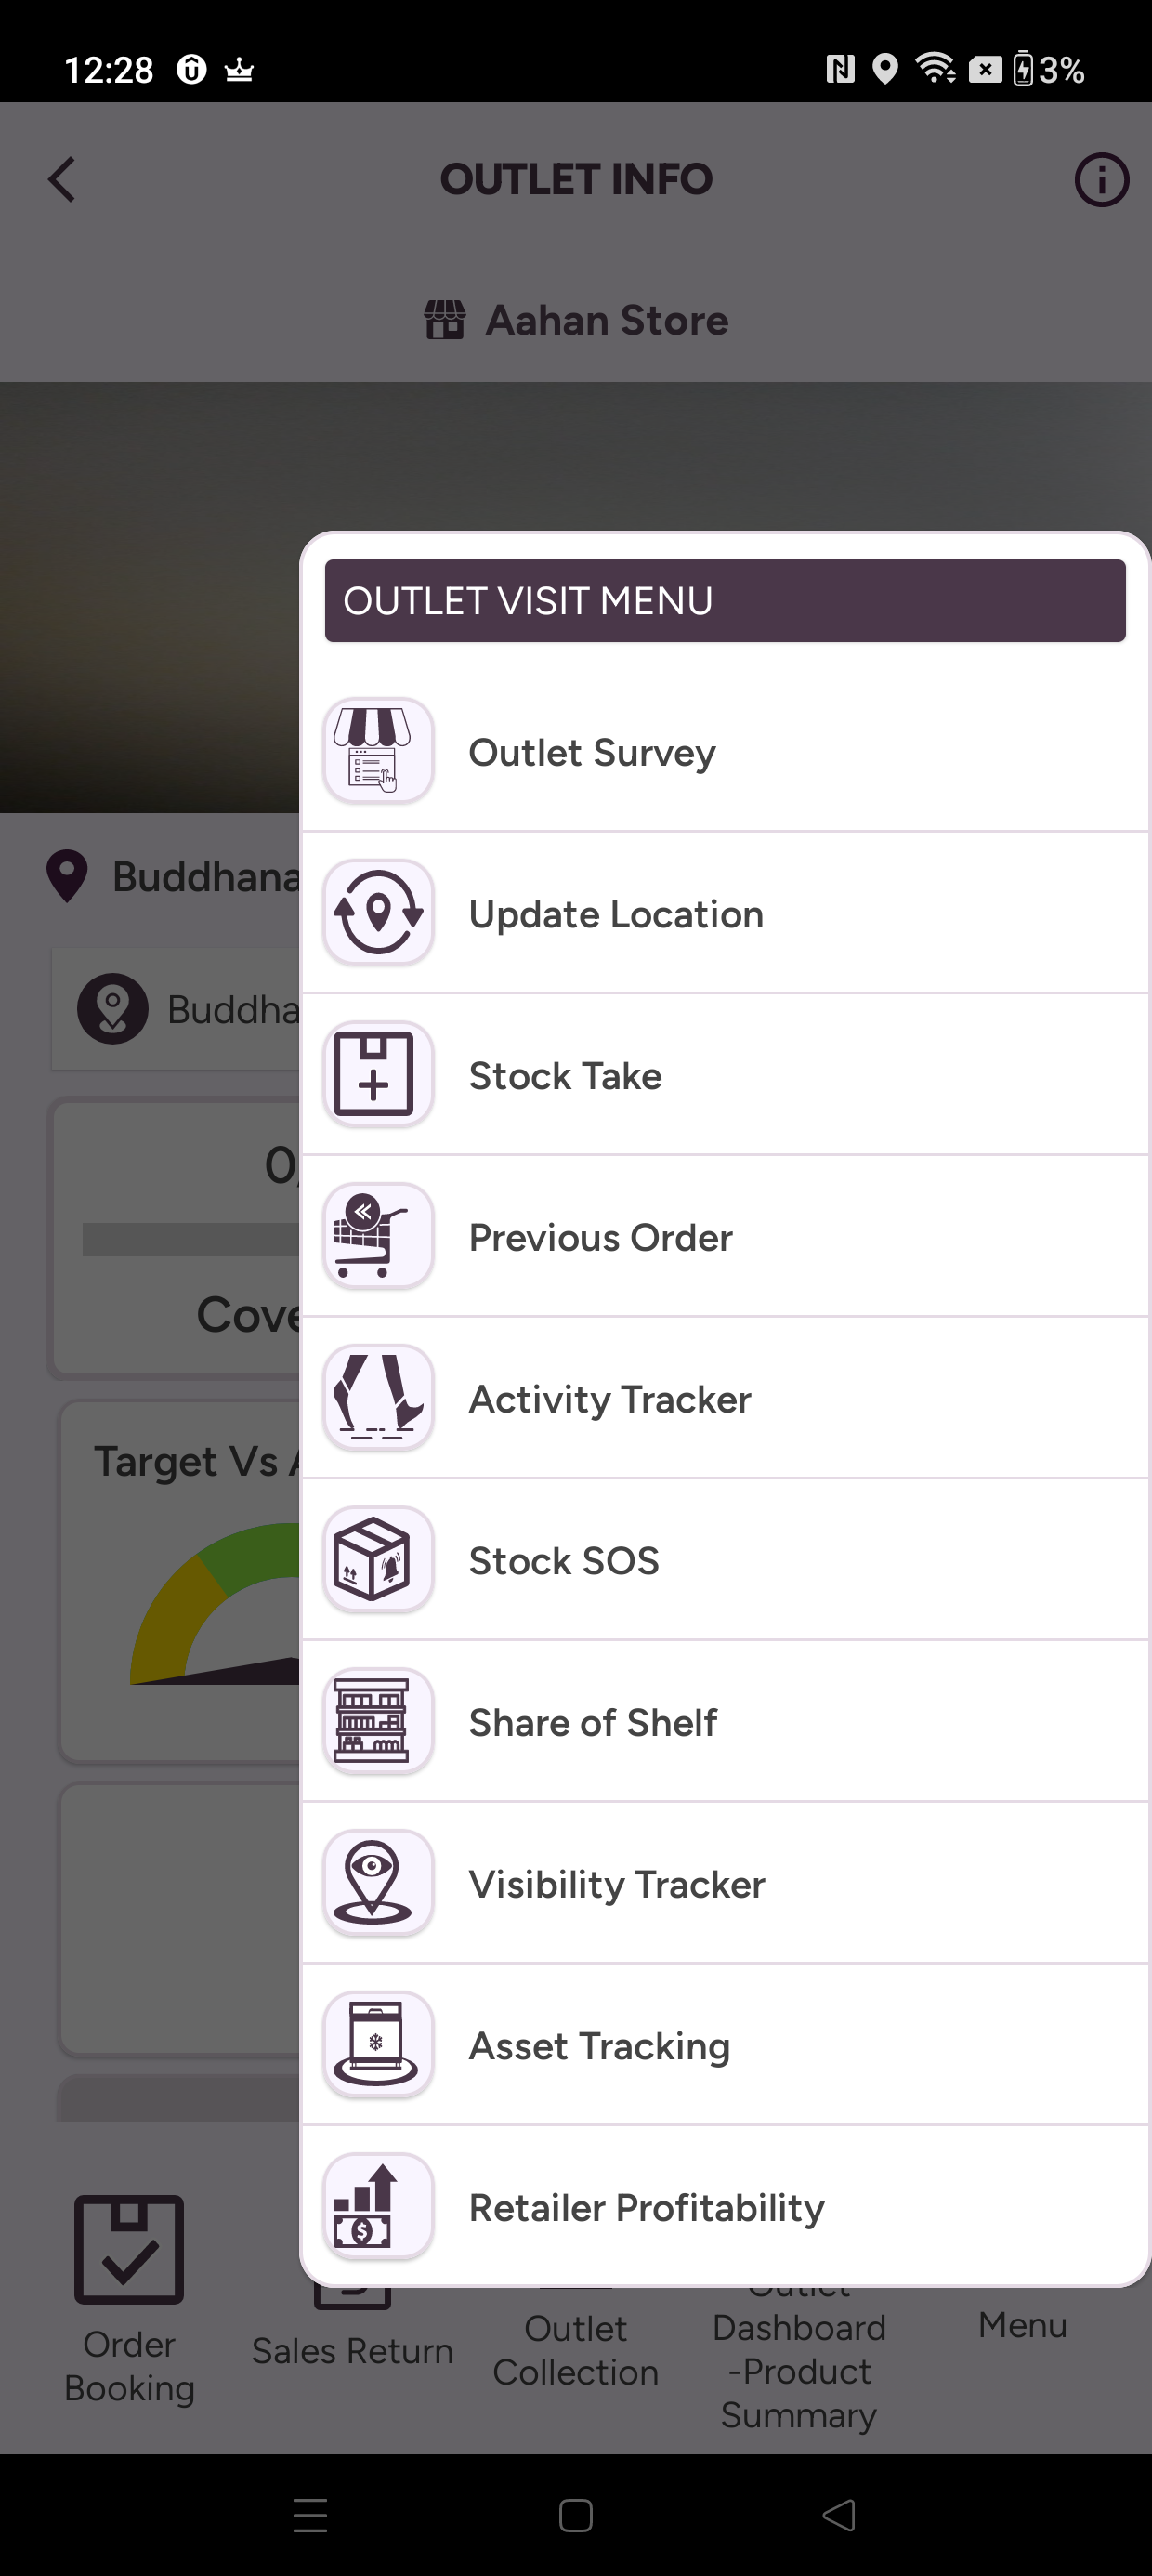 12:28
3%
OUTLET INFO
Aahan Store
OUTLET VISIT MENU
Outlet Survey
Buddhana
Update Location
Buddha
Stock Take
0
Previous Order
Cove
Activity Tracker
Target Vs
Stock SOS
Share of Shelf
Visibility Tracker
Asset Tracking
Retailer Profitability
Order
Booking
Sales Return
Outlet
Collection
Outlet
Dashboard
-Product
Summary
Menu